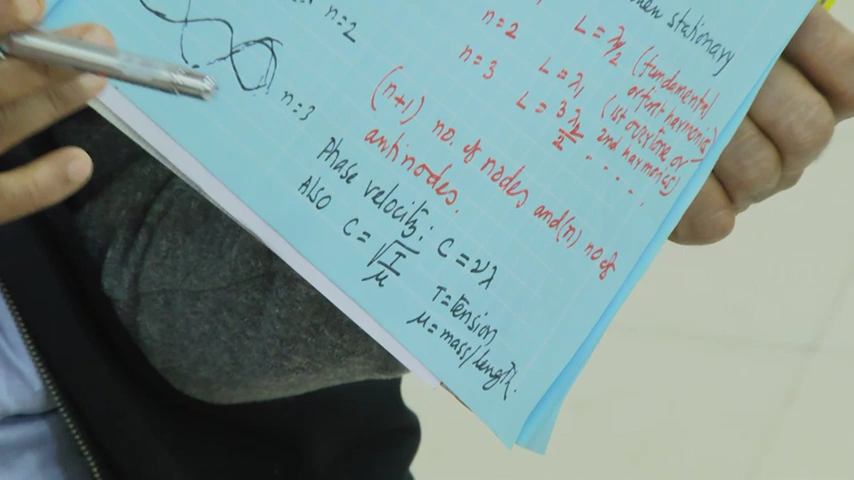 n=2
n=3
when stationary
L = λ/2 (fundamental
or first harmonic)
n=2 L = λ, (1st overtone or
2nd harmonic)
n=3 L = 3λ/2 .....
(n+1) no. of nodes and (n) no of
antinodes.
Phase velocity: C = νλ
Also C = √T/μ T = tension
μ = mass/length.